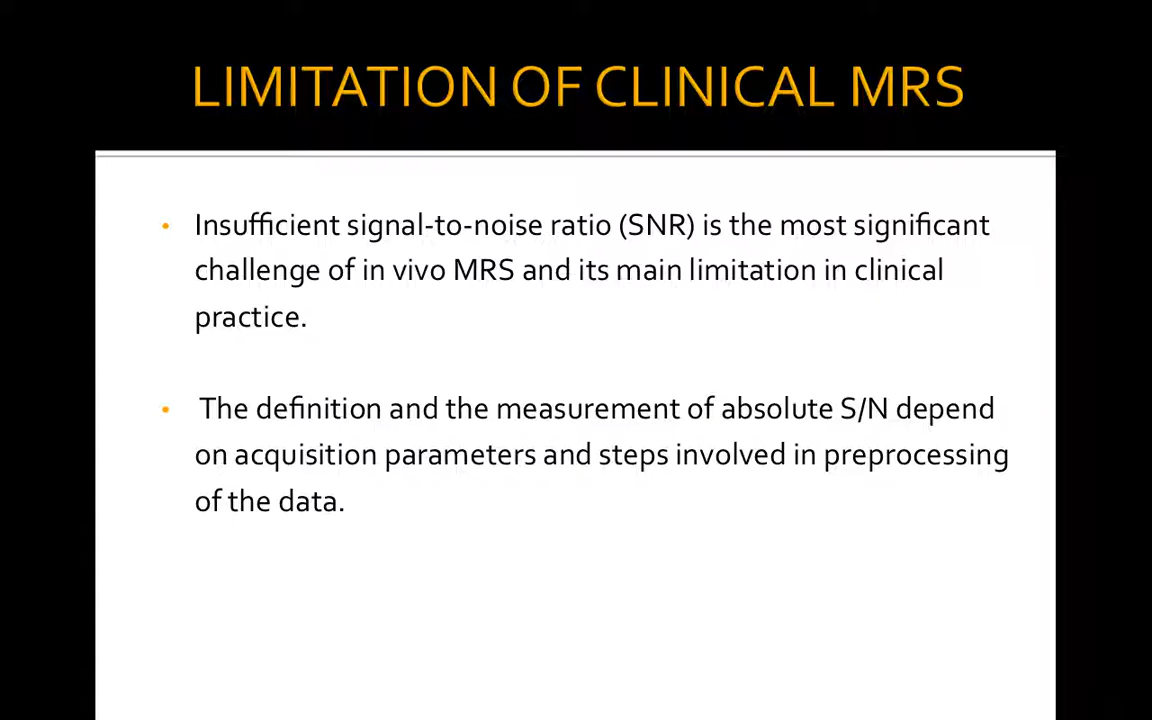 LIMITATION OF CLINICAL MRS
• Insufficient signal-to-noise ratio (SNR) is the most significant
challenge of in vivo MRS and its main limitation in clinical
practice.
• The definition and the measurement of absolute S/N depend
on acquisition parameters and steps involved in preprocessing
of the data.